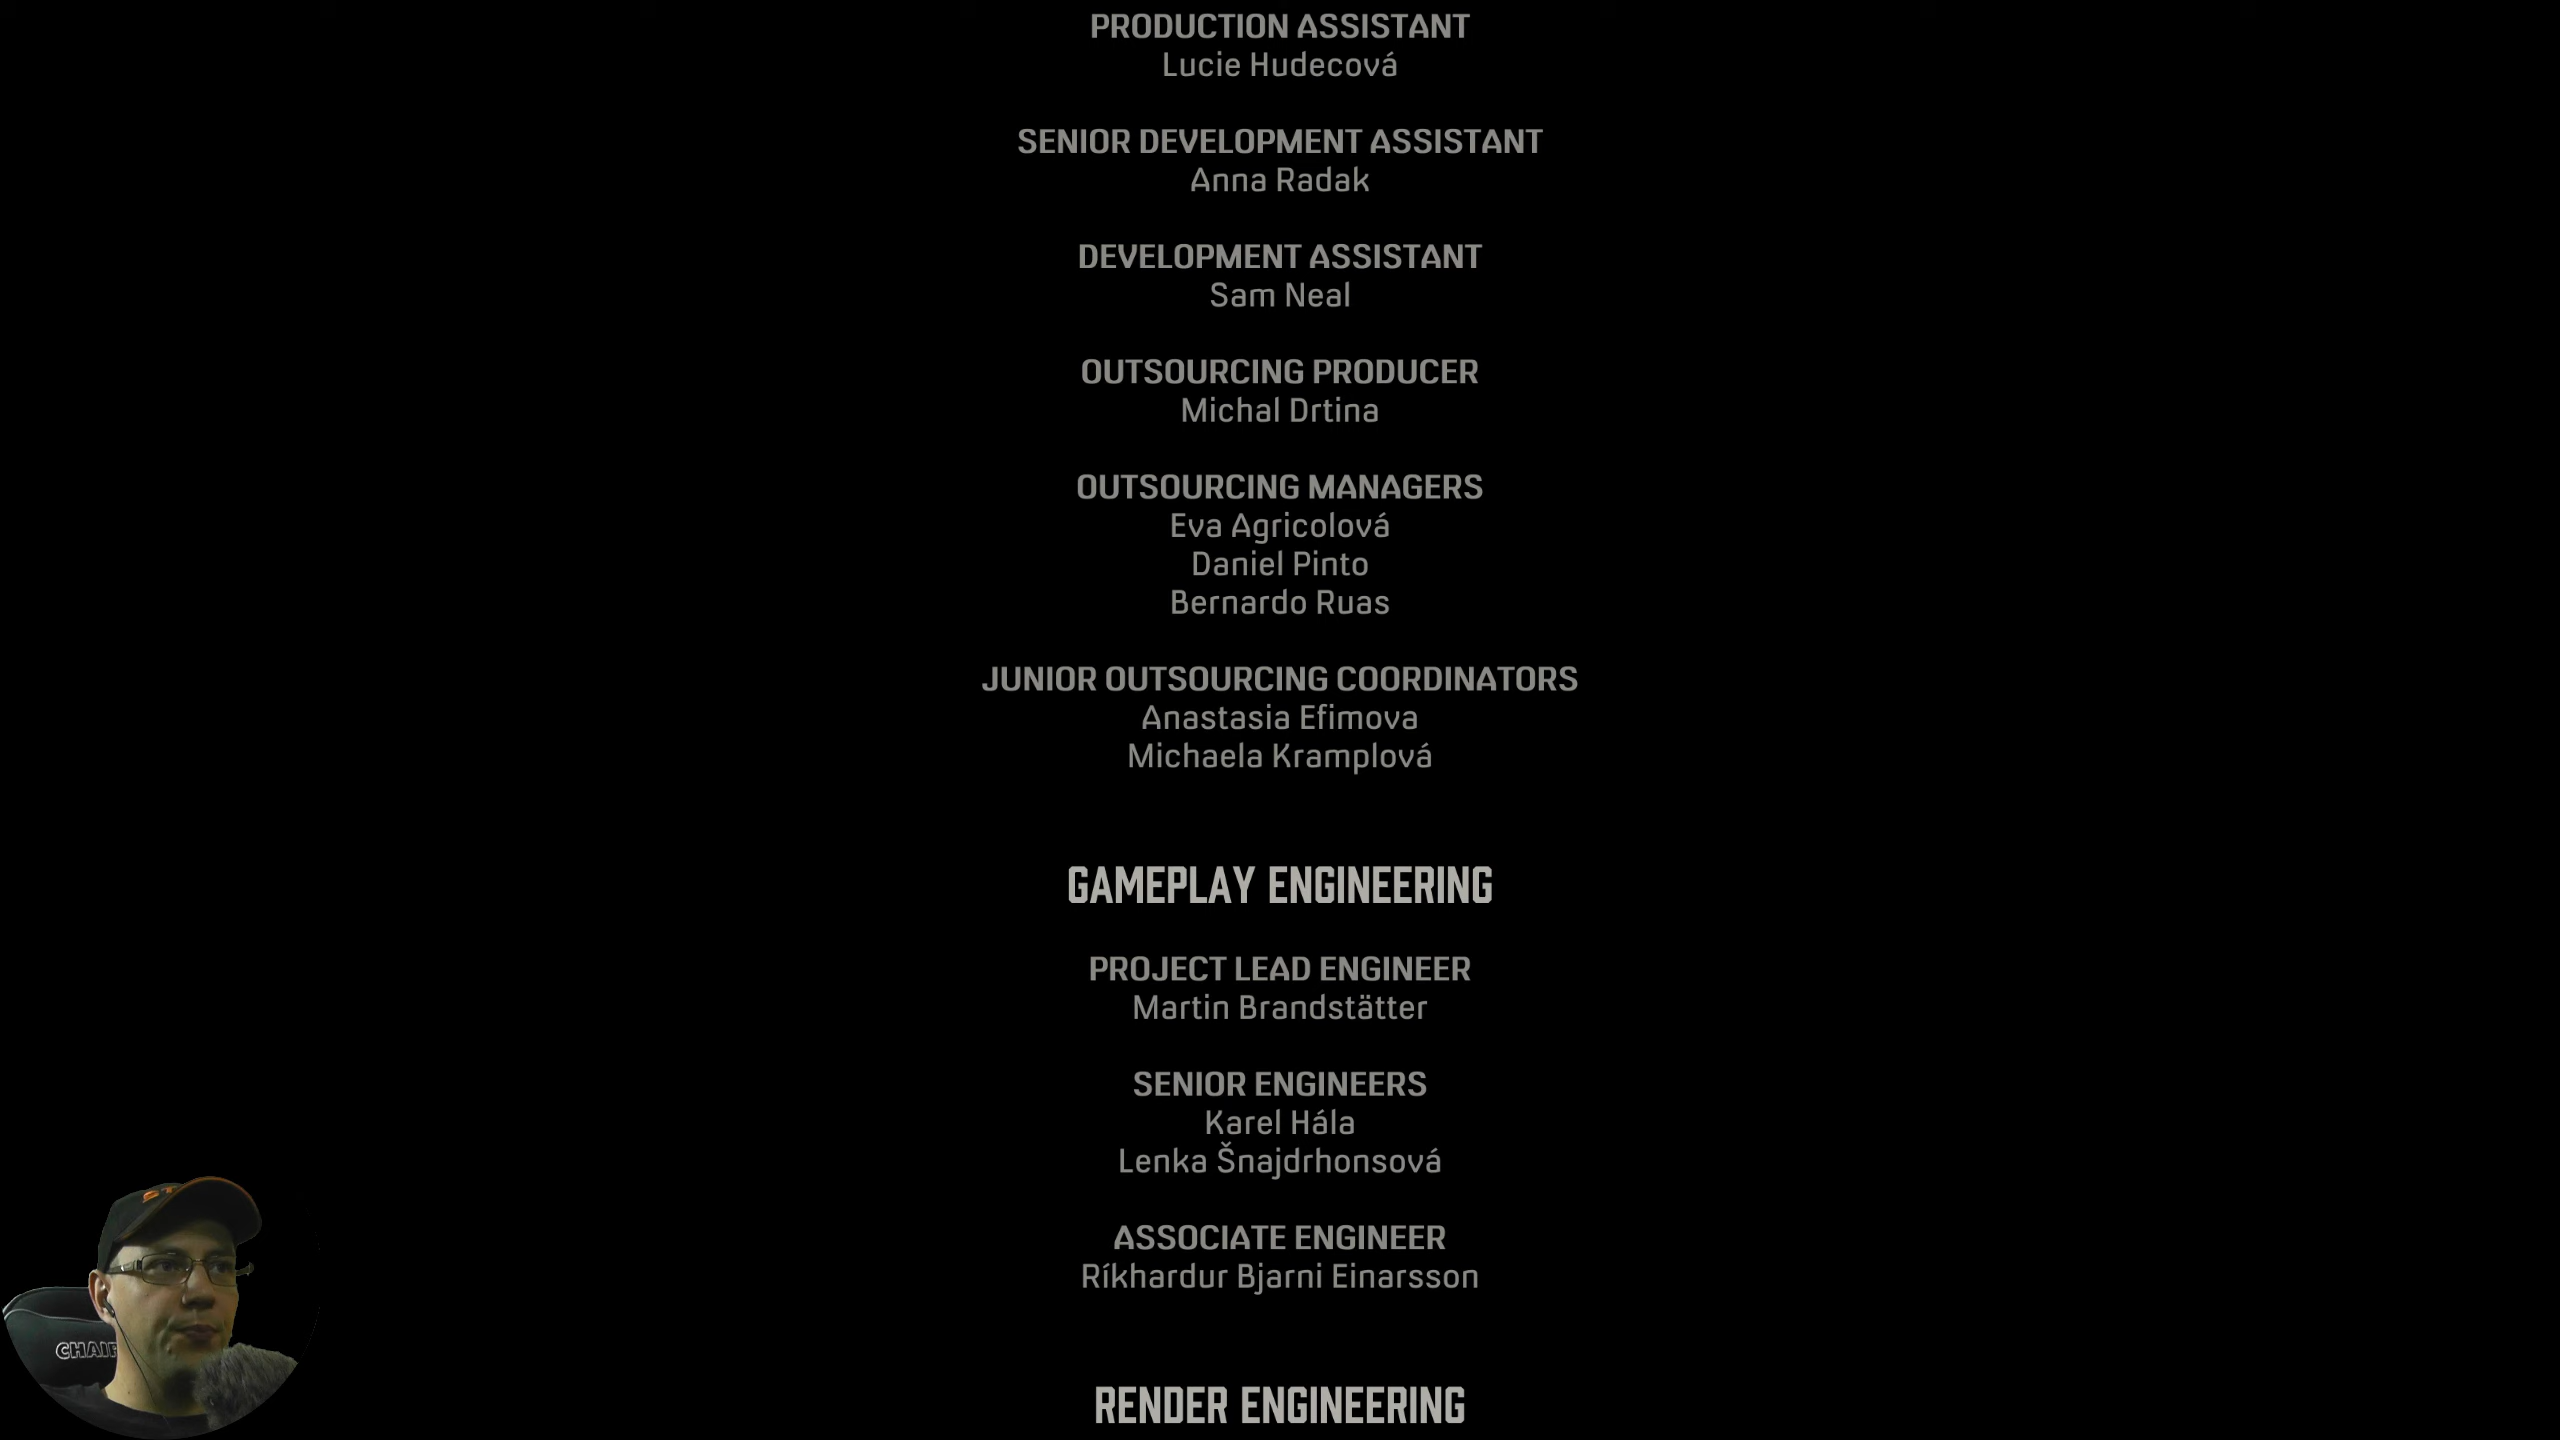 PRODUCTION ASSISTANT
Lucie Hudecová
SENIOR DEVELOPMENT ASSISTANT
Anna Radak
DEVELOPMENT ASSISTANT
Sam Neal
OUTSOURCING PRODUCER
Michal Drtina
OUTSOURCING MANAGERS
Eva Agricolová
Daniel Pinto
Bernardo Ruas
JUNIOR OUTSOURCING COORDINATORS
Anastasia Efimova
Michaela Kramplová
GAMEPLAY ENGINEERING
PROJECT LEAD ENGINEER
Martin Brandstätter
SENIOR ENGINEERS
Karel Hála
Lenka Šnajdrhonsová
ASSOCIATE ENGINEER
Ríkhardur Bjarni Einarsson
RENDER ENGINEERING